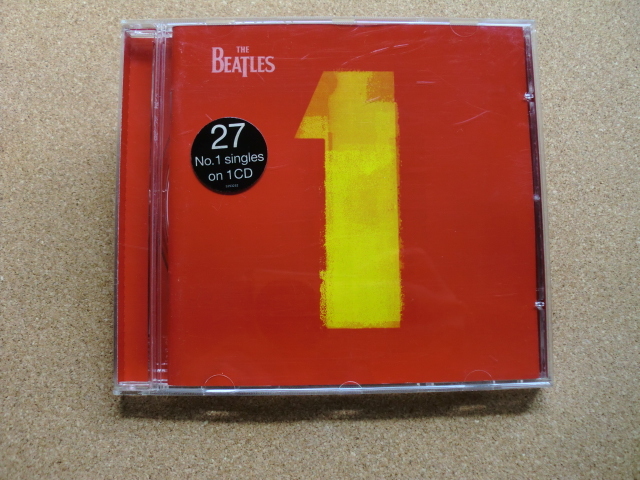 THE
BEATLES
1
27
No.1 singles
on 1CD